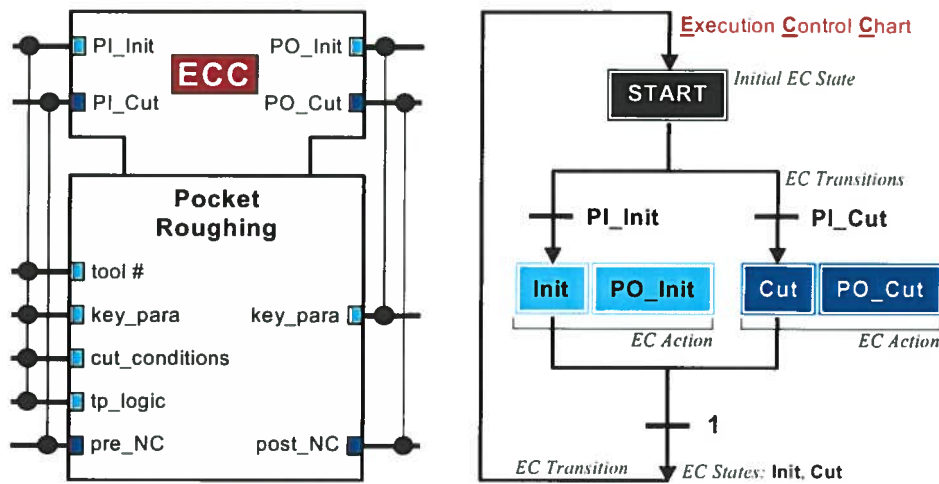 PI_Init
PO_Init
ECC
PI_Cut
PO_Cut
Pocket
Roughing
tool #
key_para
key_para
cut_conditions
tp_logic
pre_NC
post_NC
Execution Control Chart
Initial EC State
START
EC Transitions
PI_Init
PI_Cut
Init
PO_Init
Cut
PO_Cut
EC Action
EC Action
1
EC Transition
EC States: Init, Cut